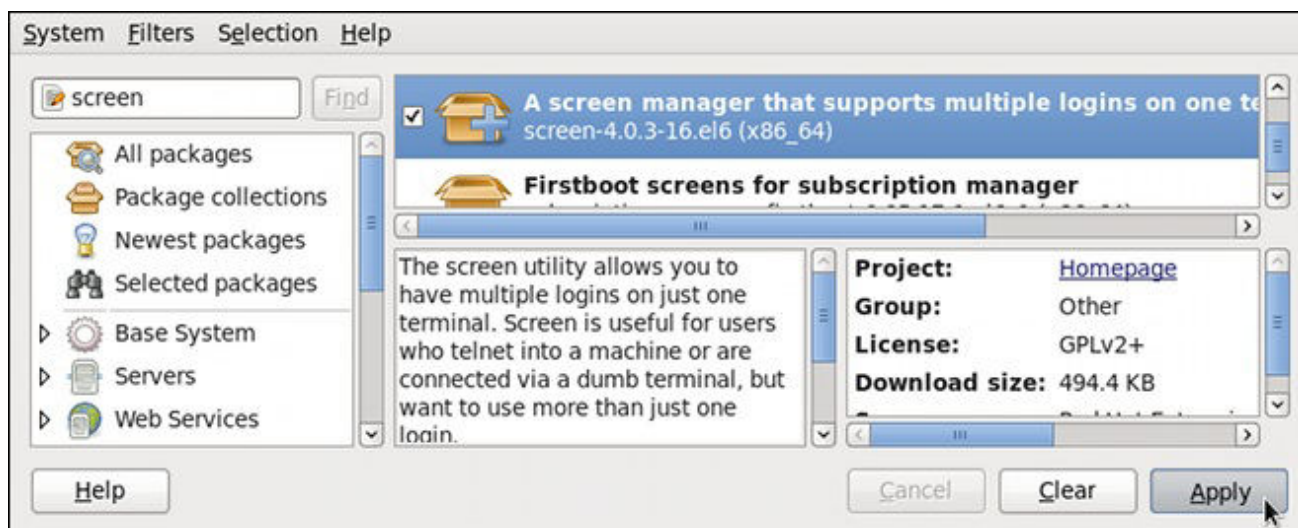 System Filters Selection Help
screen
Find
All packages
Package collections
Newest packages
Selected packages
Base System
Servers
Web Services
A screen manager that supports multiple logins on one te
screen-4.0.3-16.el6 (x86_64)
Firstboot screens for subscription manager
The screen utility allows you to
have multiple logins on just one
terminal. Screen is useful for users
who telnet into a machine or are
connected via a dumb terminal, but
want to use more than just one
login.
Project: Homepage
Group: Other
License: GPLv2+
Download size: 494.4 KB
Help
Cancel
Clear
Apply